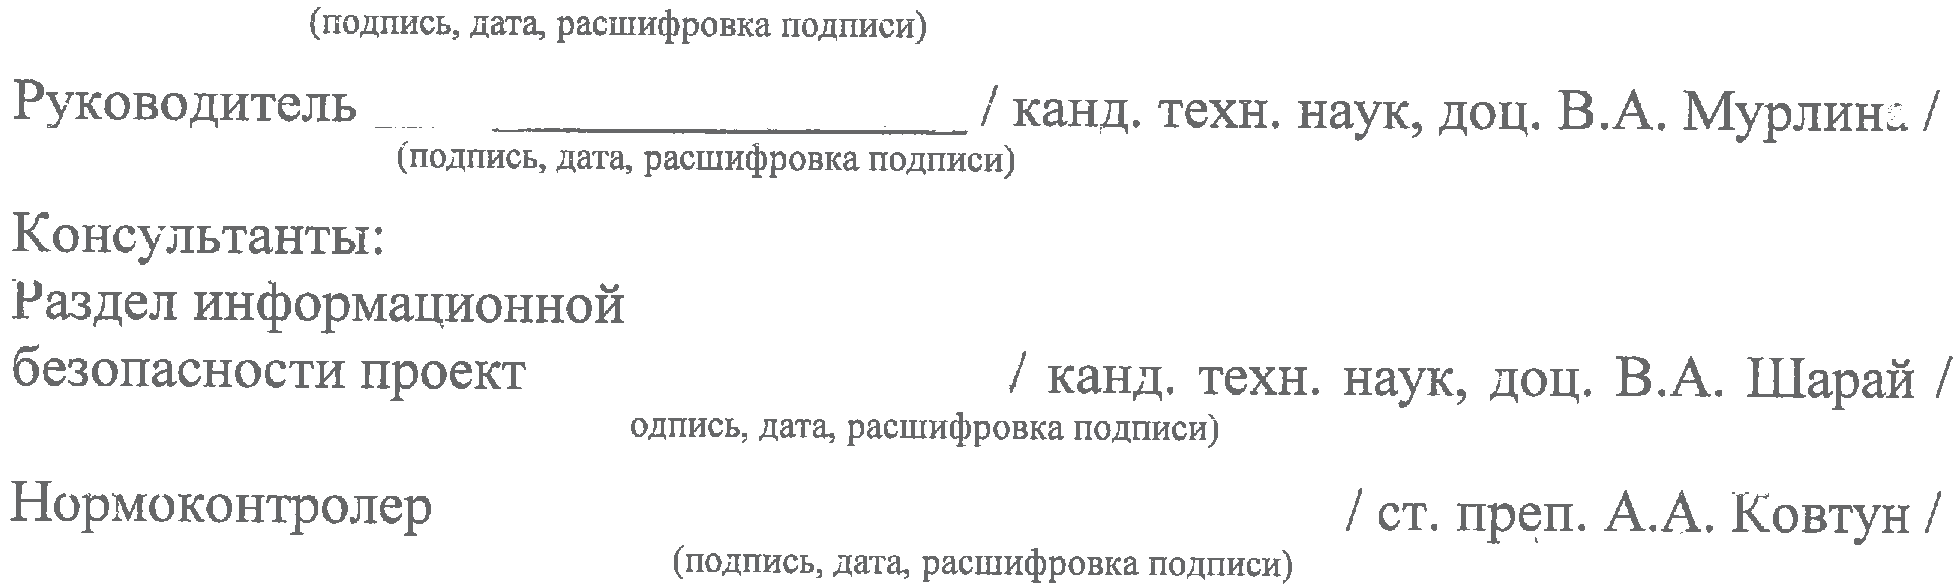 (подпись, дата, расшифровка подписи)
Руководитель ____ / канд. техн. наук, доц. В.А. Мурлина /
(подпись, дата, расшифровка подписи)
Консультанты:
Раздел информационной
безопасности проект / канд. техн. наук, доц. В.А. Шарай /
одпись, дата, расшифровка подписи)
Нормоконтролер / ст. преп. А.А. Ковтун /
(подпись, дата, расшифровка подписи)